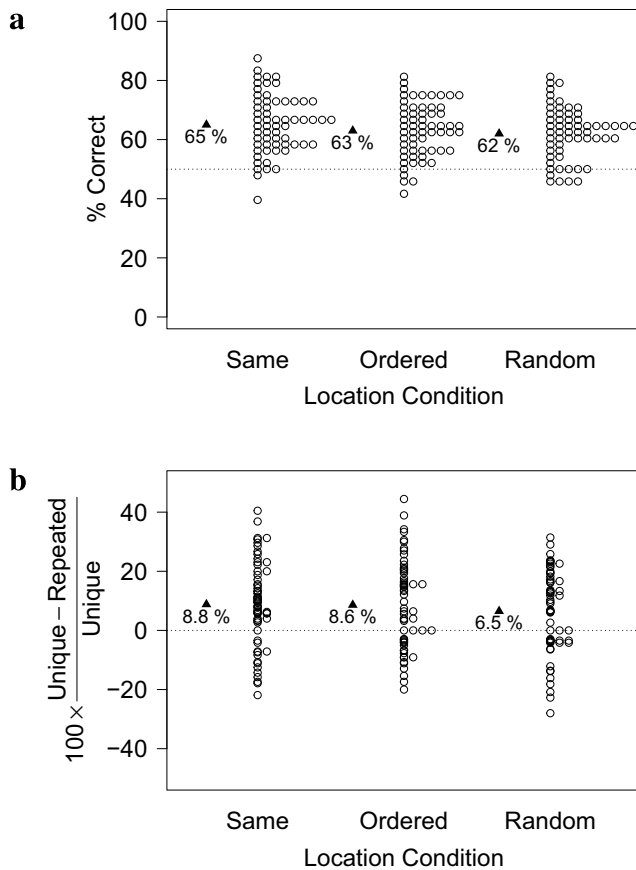 a
% Correct
100
80
60
40
20
0
65 %
63 %
62 %
Same Ordered Random
Location Condition
b
100 × Unique − Repeated
Unique
40
20
0
−20
−40
8.8 %
8.6 %
6.5 %
Same Ordered Random
Location Condition